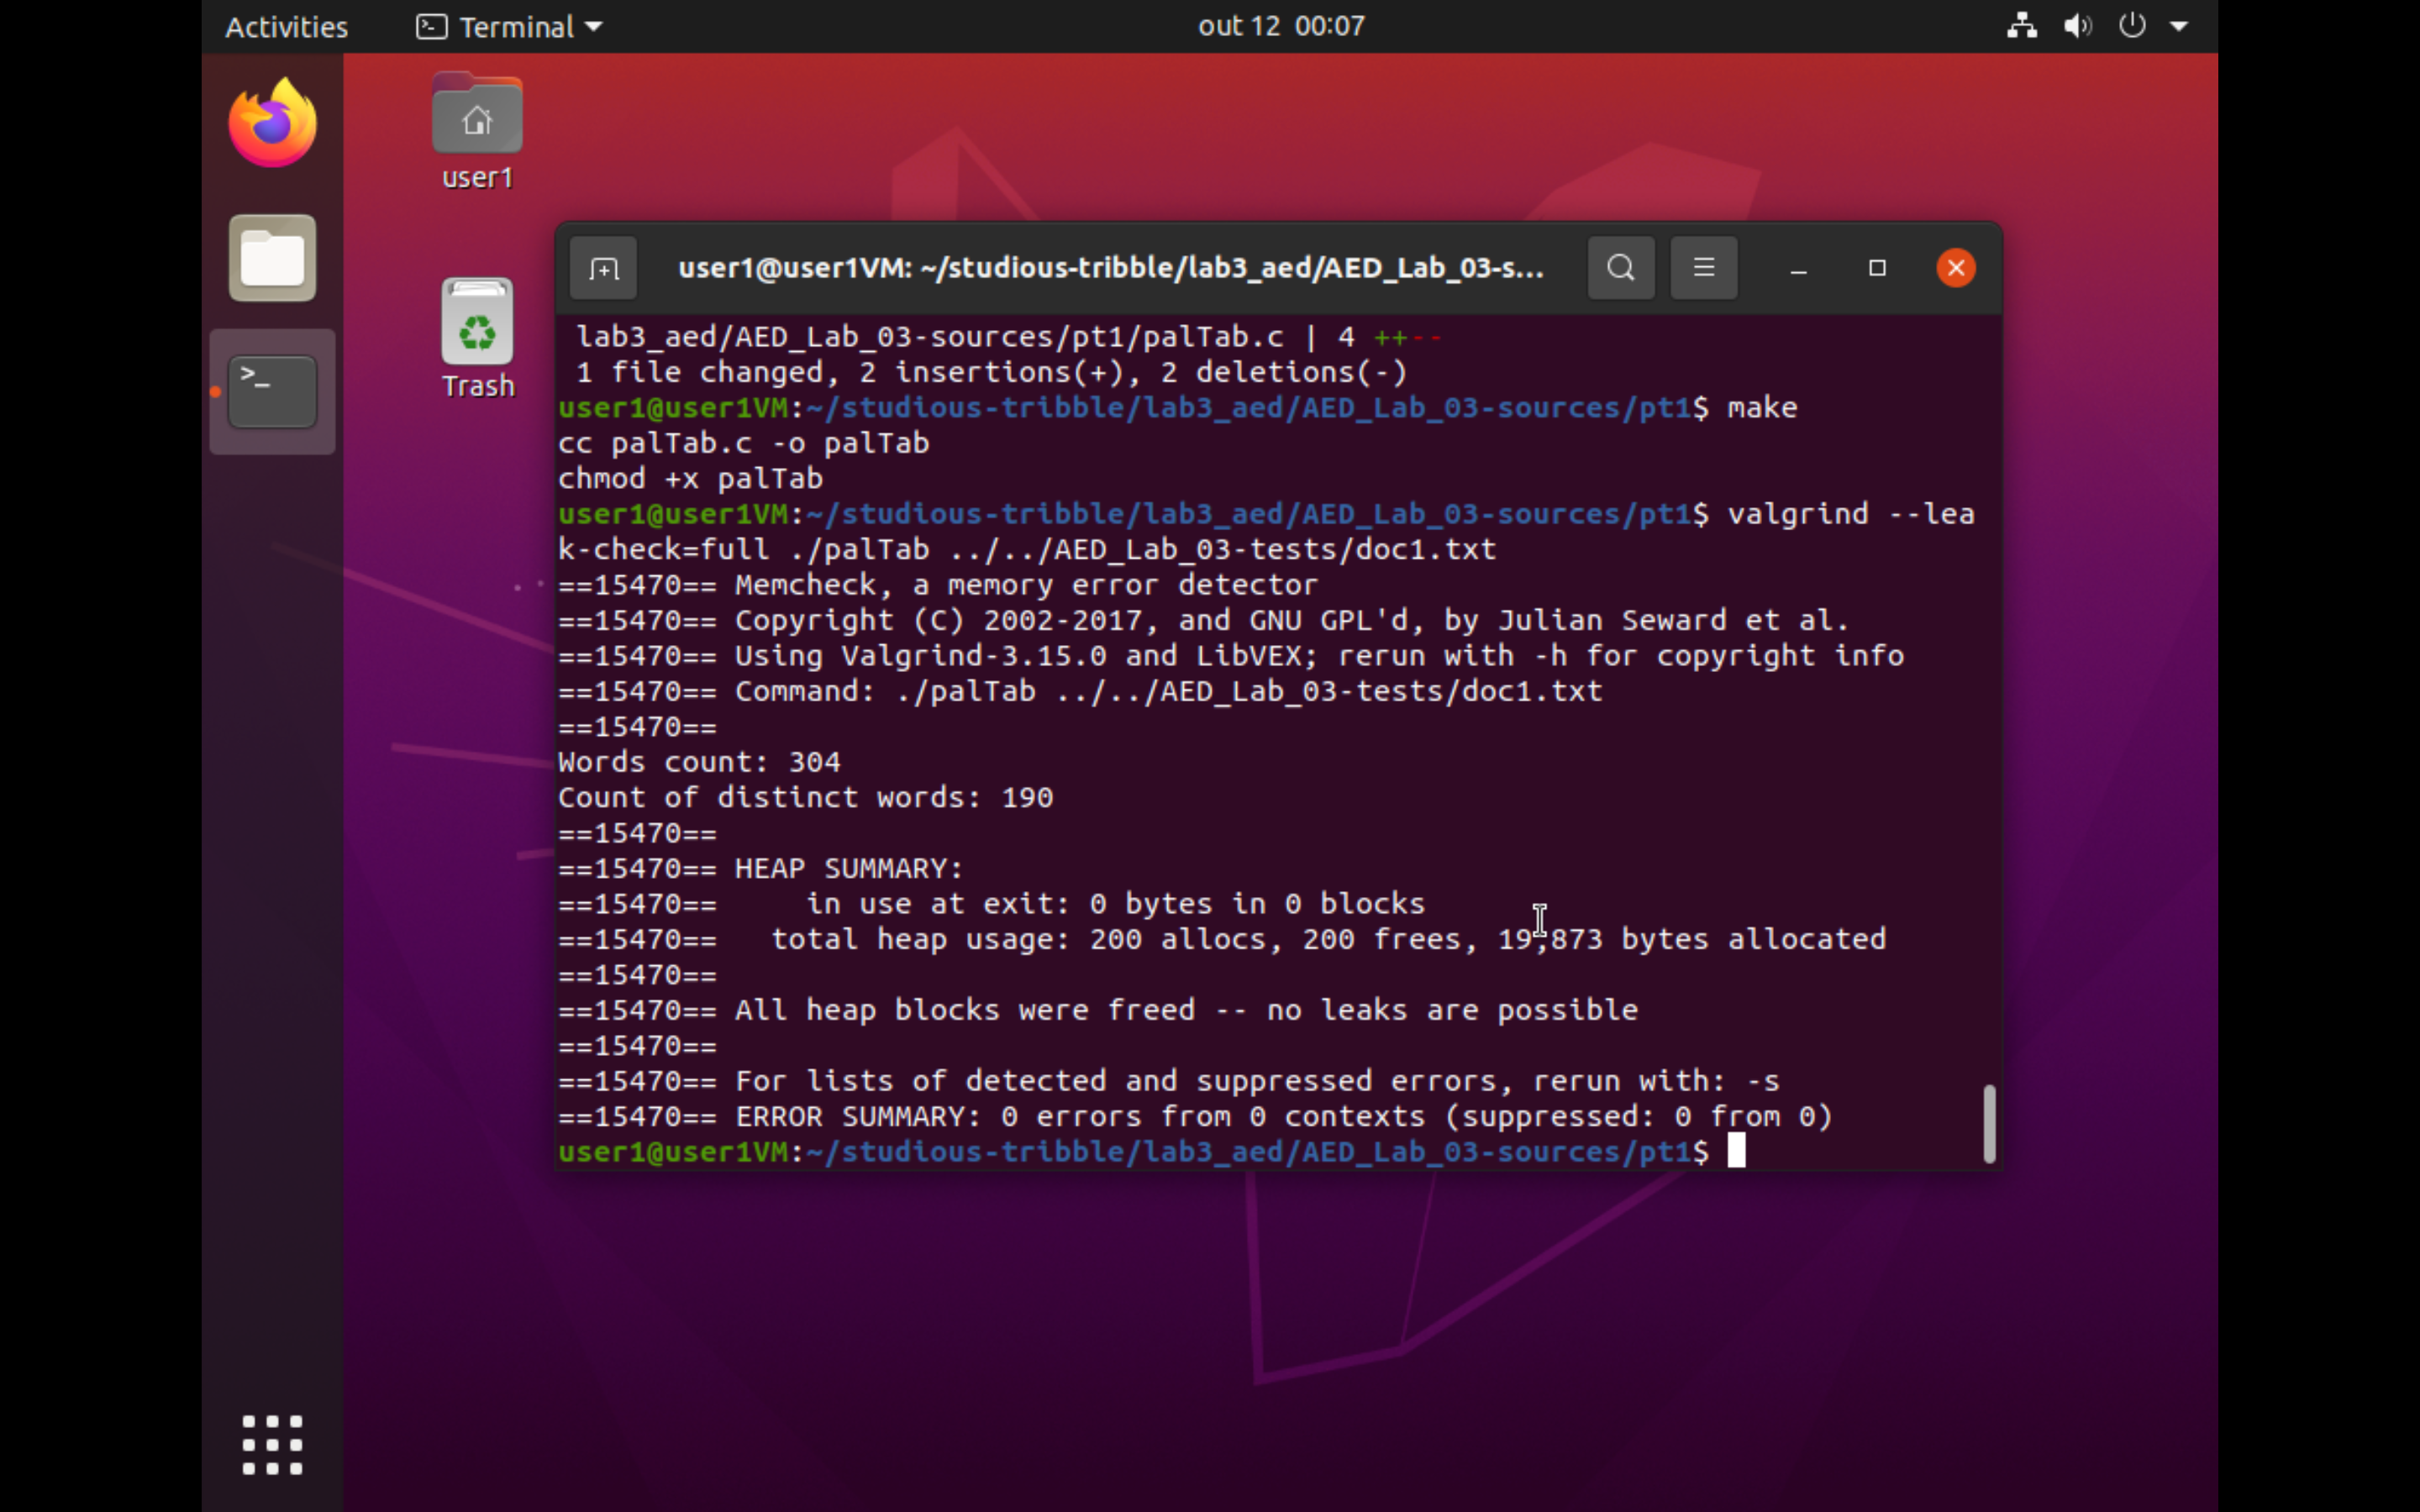 Activities Terminal out 12 00:07
user1
Trash
user1@user1VM: ~/studious-tribble/lab3_aed/AED_Lab_03-s...
lab3_aed/AED_Lab_03-sources/pt1/palTab.c | 4 ++--
1 file changed, 2 insertions(+), 2 deletions(-)
user1@user1VM:~/studious-tribble/lab3_aed/AED_Lab_03-sources/pt1$ make
cc palTab.c -o palTab
chmod +x palTab
user1@user1VM:~/studious-tribble/lab3_aed/AED_Lab_03-sources/pt1$ valgrind --lea
k-check=full ./palTab ../../AED_Lab_03-tests/doc1.txt
==15470== Memcheck, a memory error detector
==15470== Copyright (C) 2002-2017, and GNU GPL'd, by Julian Seward et al.
==15470== Using Valgrind-3.15.0 and LibVEX; rerun with -h for copyright info
==15470== Command: ./palTab ../../AED_Lab_03-tests/doc1.txt
==15470==
Words count: 304
Count of distinct words: 190
==15470==
==15470== HEAP SUMMARY:
==15470==     in use at exit: 0 bytes in 0 blocks
==15470==   total heap usage: 200 allocs, 200 frees, 19,873 bytes allocated
==15470==
==15470== All heap blocks were freed -- no leaks are possible
==15470==
==15470== For lists of detected and suppressed errors, rerun with: -s
==15470== ERROR SUMMARY: 0 errors from 0 contexts (suppressed: 0 from 0)
user1@user1VM:~/studious-tribble/lab3_aed/AED_Lab_03-sources/pt1$